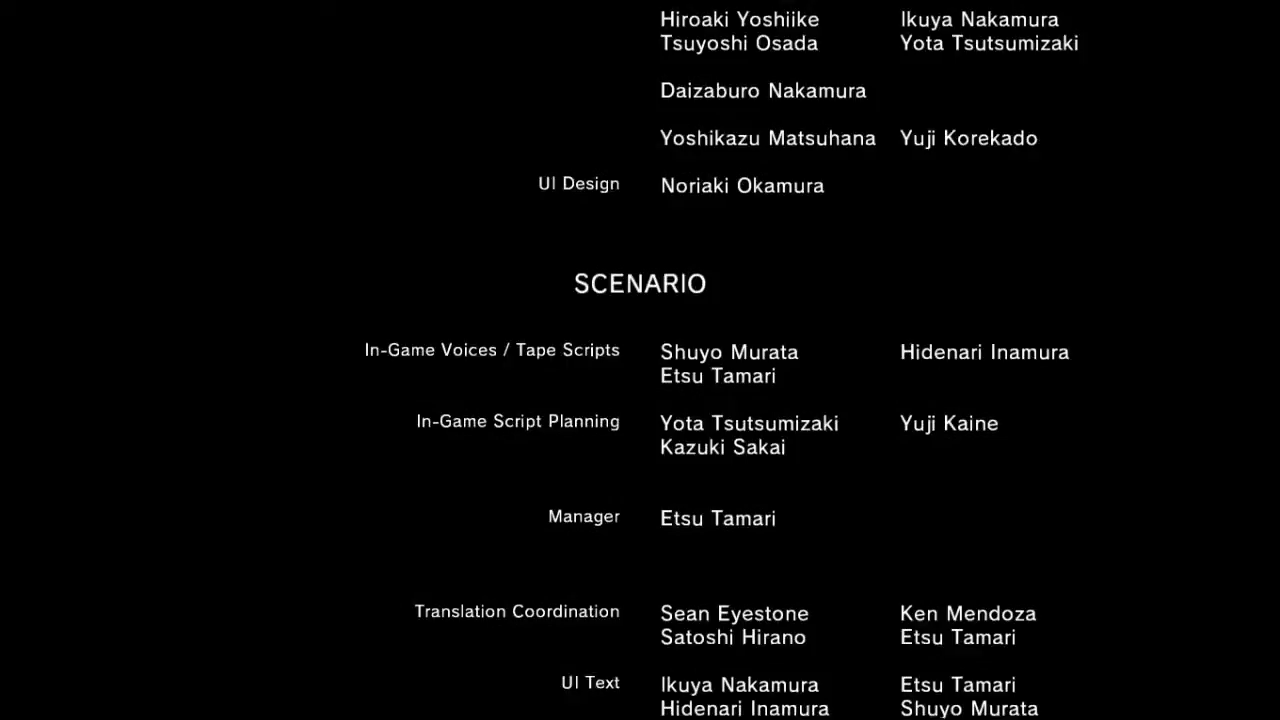 Hiroaki Yoshiike Ikuya Nakamura
Tsuyoshi Osada Yota Tsutsumizaki
Daizaburo Nakamura
Yoshikazu Matsuhana Yuji Korekado
UI Design Noriaki Okamura
SCENARIO
In-Game Voices / Tape Scripts Shuyo Murata Hidenari Inamura
Etsu Tamari
In-Game Script Planning Yota Tsutsumizaki Yuji Kaine
Kazuki Sakai
Manager Etsu Tamari
Translation Coordination Sean Eyestone Ken Mendoza
Satoshi Hirano Etsu Tamari
UI Text Ikuya Nakamura Etsu Tamari
Hidenari Inamura Shuyo Murata